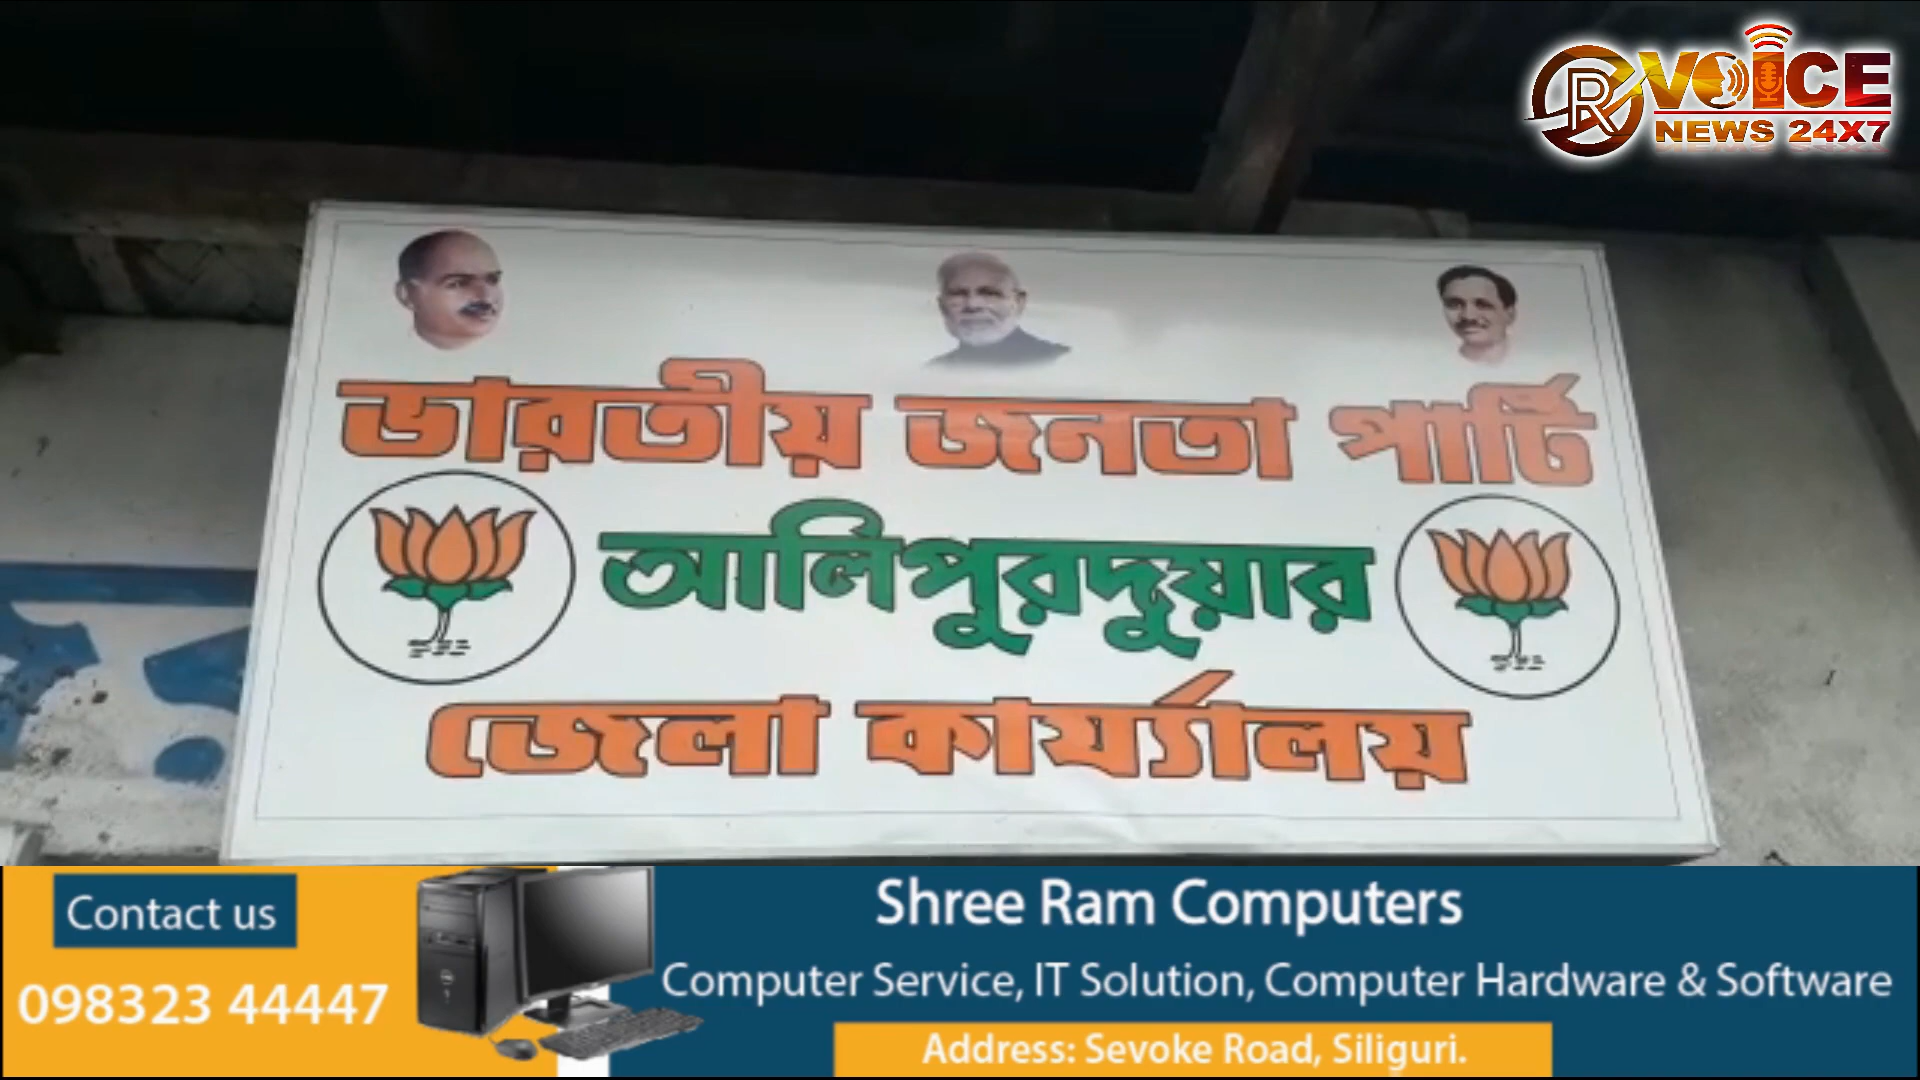 R VOICE
NEWS 24X7
ভারতীয় জনতা পার্টি
আলিপুরদুয়ার
জেলা কার্য্যালয়
Contact us
098323 44447
Shree Ram Computers
Computer Service, IT Solution, Computer Hardware & Software
Address: Sevoke Road, Siliguri.